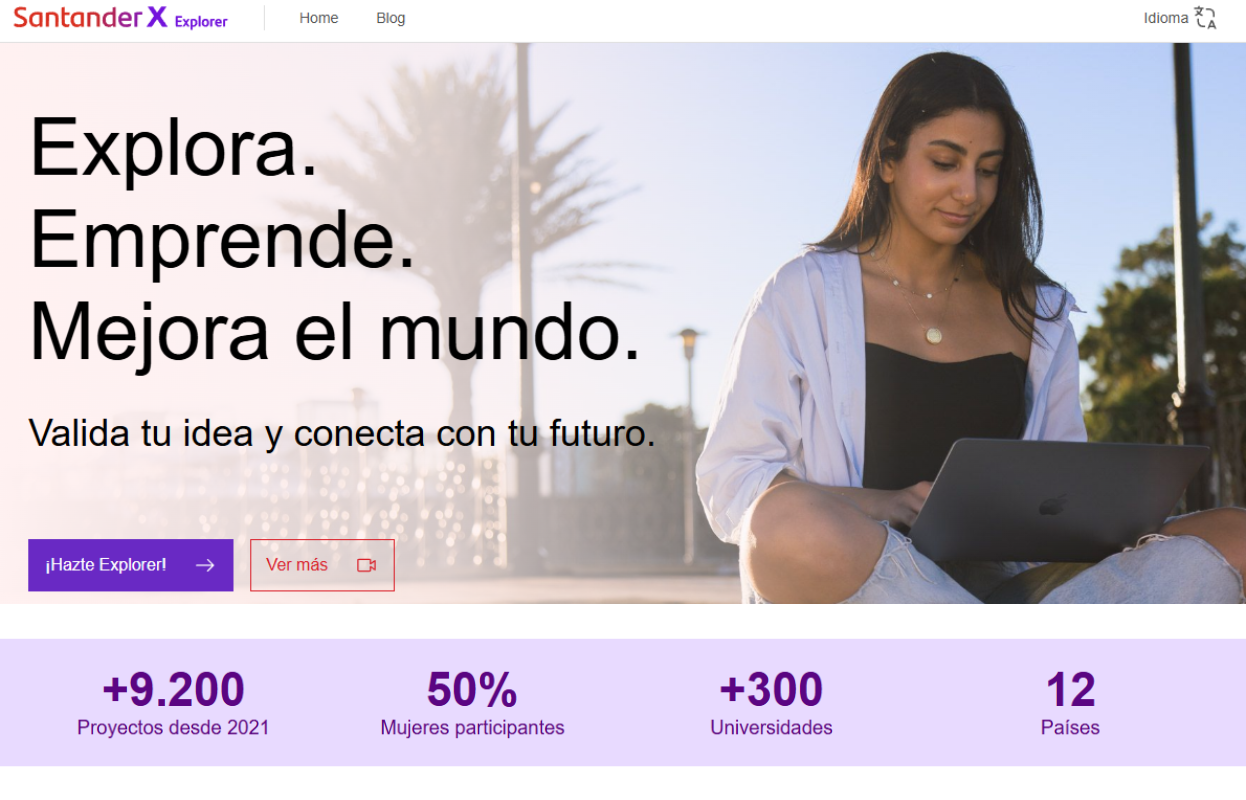 Santander X Explorer
Home
Blog
Idioma
Explora.
Emprende.
Mejora el mundo.
Valida tu idea y conecta con tu futuro.
¡Hazte Explorer!
Ver más
+9.200
Proyectos desde 2021
50%
Mujeres participantes
+300
Universidades
12
Países